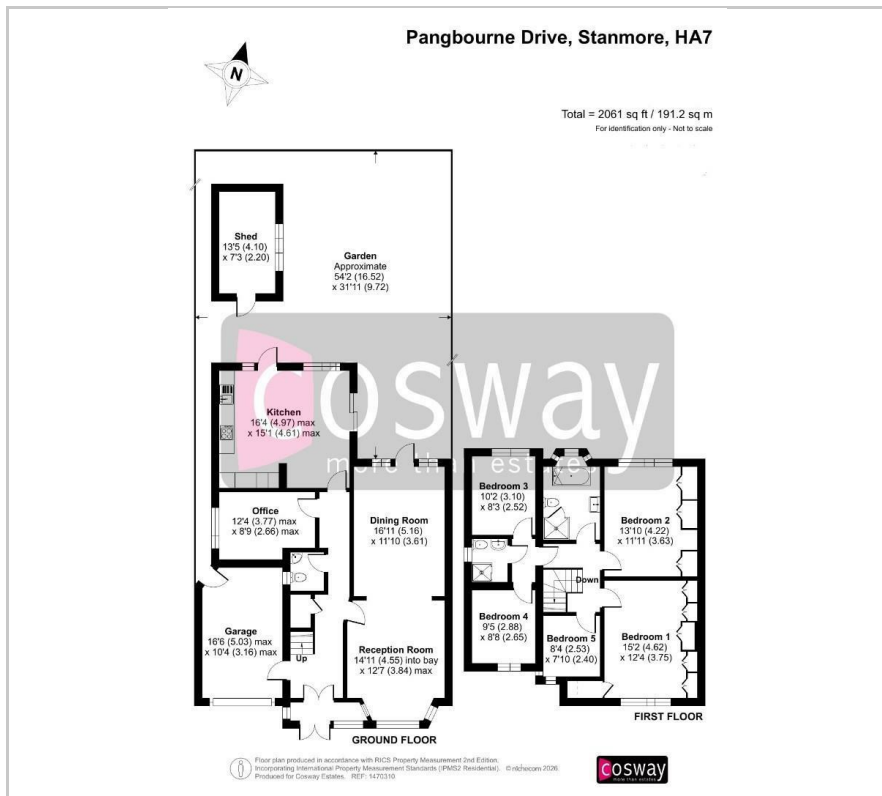 Pangbourne Drive, Stanmore, HA7
N
Total = 2061 sq ft / 191.2 sq m
For identification only - Not to scale
Shed
13'5 (4.10)
x 7'3 (2.20)
Garden
Approximate
54'2 (16.52)
x 31'11 (9.72)
cosway
more than estates
Kitchen
16'4 (4.97) max
x 15'1 (4.61) max
Office
12'4 (3.77) max
x 8'9 (2.66) max
Dining Room
16'11 (5.16)
x 11'10 (3.61)
Garage
16'6 (5.03) max
x 10'4 (3.16) max
Up
Reception Room
14'11 (4.55) into bay
x 12'7 (3.84) max
GROUND FLOOR
Bedroom 3
10'2 (3.10)
x 8'3 (2.52)
Bedroom 2
13'10 (4.22)
x 11'11 (3.63)
Down
Bedroom 4
9'5 (2.88)
x 8'8 (2.65)
Bedroom 5
8'4 (2.53)
x 7'10 (2.40)
Bedroom 1
15'2 (4.62)
x 12'4 (3.75)
FIRST FLOOR
Floor plan produced in accordance with RICS Property Measurement 2nd Edition.
Incorporating International Property Measurement Standards (IPMS2 Residential). © nichecom 2026.
Produced for Cosway Estates. REF: 1470310
cosway
more than estates